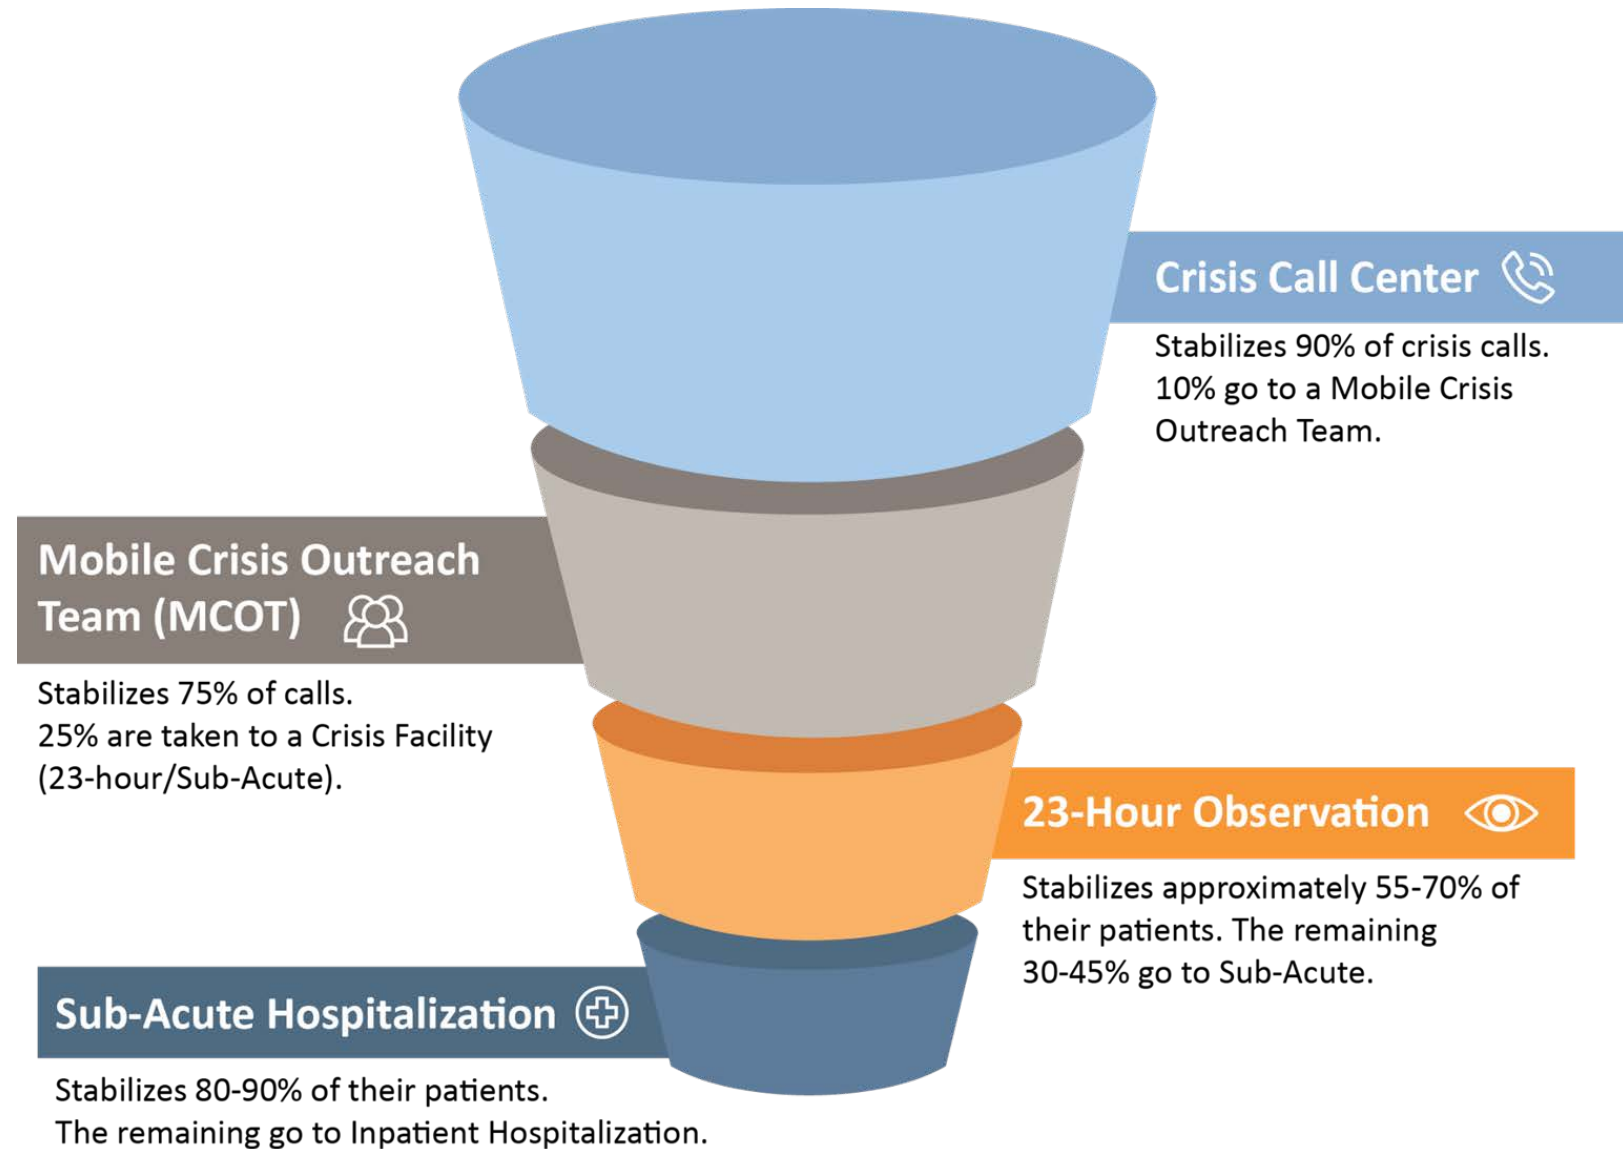 Crisis Call Center
Stabilizes 90% of crisis calls.
10% go to a Mobile Crisis
Outreach Team.
Mobile Crisis Outreach
Team (MCOT)
Stabilizes 75% of calls.
25% are taken to a Crisis Facility
(23-hour/Sub-Acute).
23-Hour Observation
Stabilizes approximately 55-70% of
their patients. The remaining
30-45% go to Sub-Acute.
Sub-Acute Hospitalization
Stabilizes 80-90% of their patients.
The remaining go to Inpatient Hospitalization.